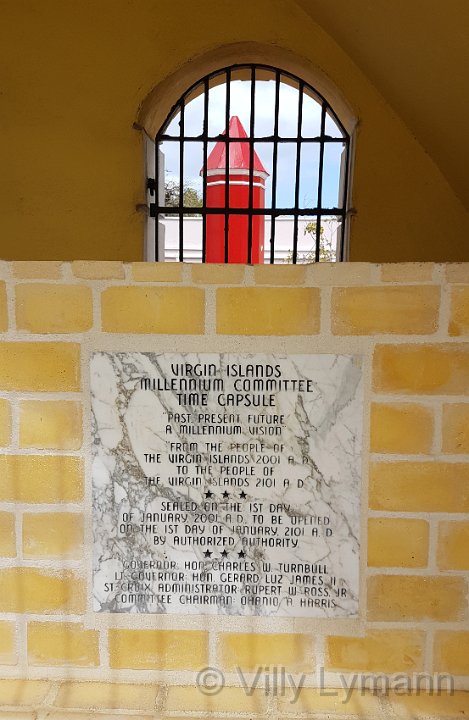 VIRGIN ISLANDS
MILLENNIUM COMMITTEE
TIME CAPSULE
"PAST PRESENT FUTURE
A MILLENNIUM VISION"
"FROM THE PEOPLE OF
THE VIRGIN ISLANDS 2001 A.D.
TO THE PEOPLE OF
THE VIRGIN ISLANDS 2101 A.D."
★ ★ ★
SEALED ON THE 1ST DAY
OF JANUARY 2001 A.D. TO BE OPENED
ON THE 1ST DAY OF JANUARY, 2101 A.D.
BY AUTHORIZED AUTHORITY.
★ ★ ★
GOVERNOR: HON. CHARLES W. TURNBULL
LT. GOVERNOR: HON. GERARD LUZ JAMES II
ST. CROIX ADMINISTRATOR RUPERT W. ROSS, JR.
COMMITTEE CHAIRMAN: OHANIO A. HARRIS
© Villy Lymann